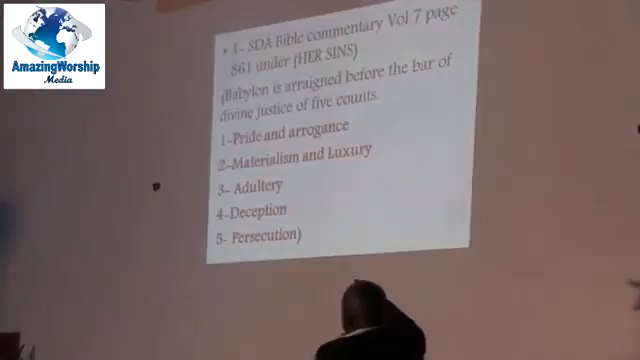 AmazingWorship
Media
1- SDA Bible commentary Vol 7 page
861 under (HER SINS)
(Babylon is arraigned before the bar of
divine justice of five counts.
1-Pride and arrogance
2-Materialism and Luxury
3- Adultery
4-Deception
5- Persecution)